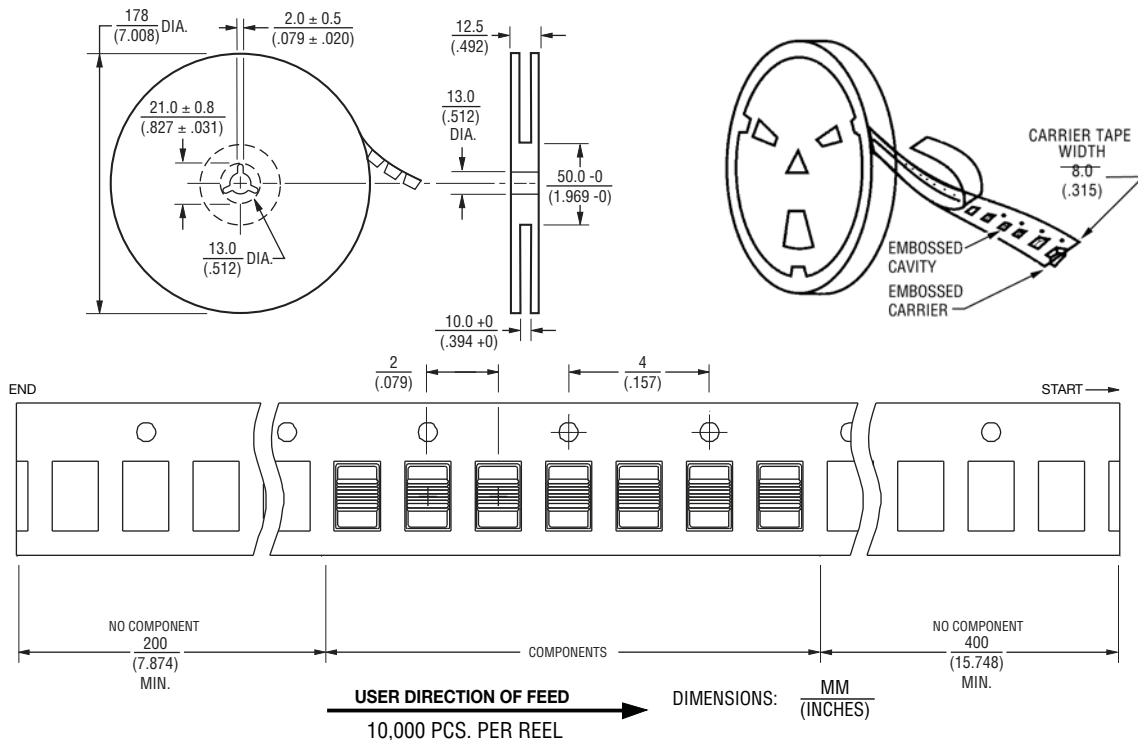 178
(7.008)
DIA.
2.0 ± 0.5
(.079 ± .020)
12.5
(.492)
21.0 ± 0.8
(.827 ± .031)
13.0
(.512)
DIA.
50.0 -0
(1.969 -0)
13.0
(.512)
DIA.
10.0 +0
(.394 +0)
CARRIER TAPE
WIDTH
8.0
(.315)
EMBOSSED
CAVITY
EMBOSSED
CARRIER
2
(.079)
4
(.157)
END
START
NO COMPONENT
200
(7.874)
MIN.
COMPONENTS
NO COMPONENT
400
(15.748)
MIN.
USER DIRECTION OF FEED
10,000 PCS. PER REEL
DIMENSIONS:
MM
(INCHES)